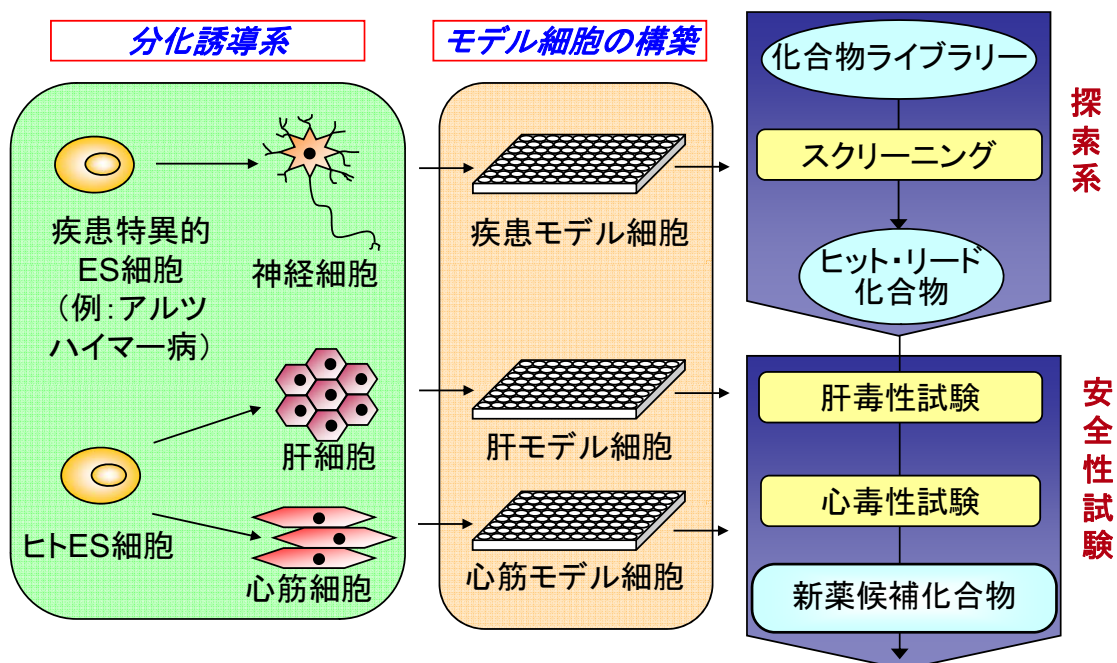 分化誘導系
モデル細胞の構築
疾患特異的
ES細胞
（例：アルツ
ハイマー病）
神経細胞
ヒトES細胞
肝細胞
心筋細胞
疾患モデル細胞
肝モデル細胞
心筋モデル細胞
化合物ライブラリー
スクリーニング
ヒット・リード
化合物
探索系
肝毒性試験
心毒性試験
新薬候補化合物
安全性試験